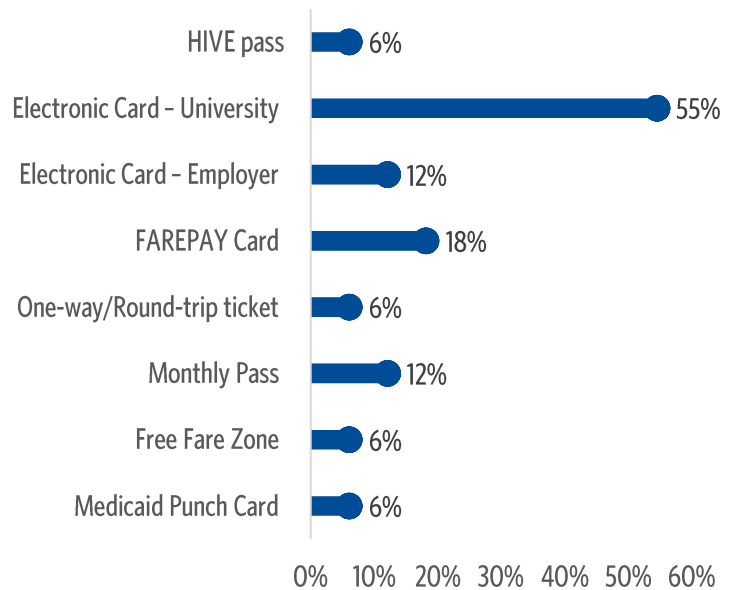 HIVE pass 6%
Electronic Card – University 55%
Electronic Card – Employer 12%
FAREPAY Card 18%
One-way/Round-trip ticket 6%
Monthly Pass 12%
Free Fare Zone 6%
Medicaid Punch Card 6%
0% 10% 20% 30% 40% 50% 60%